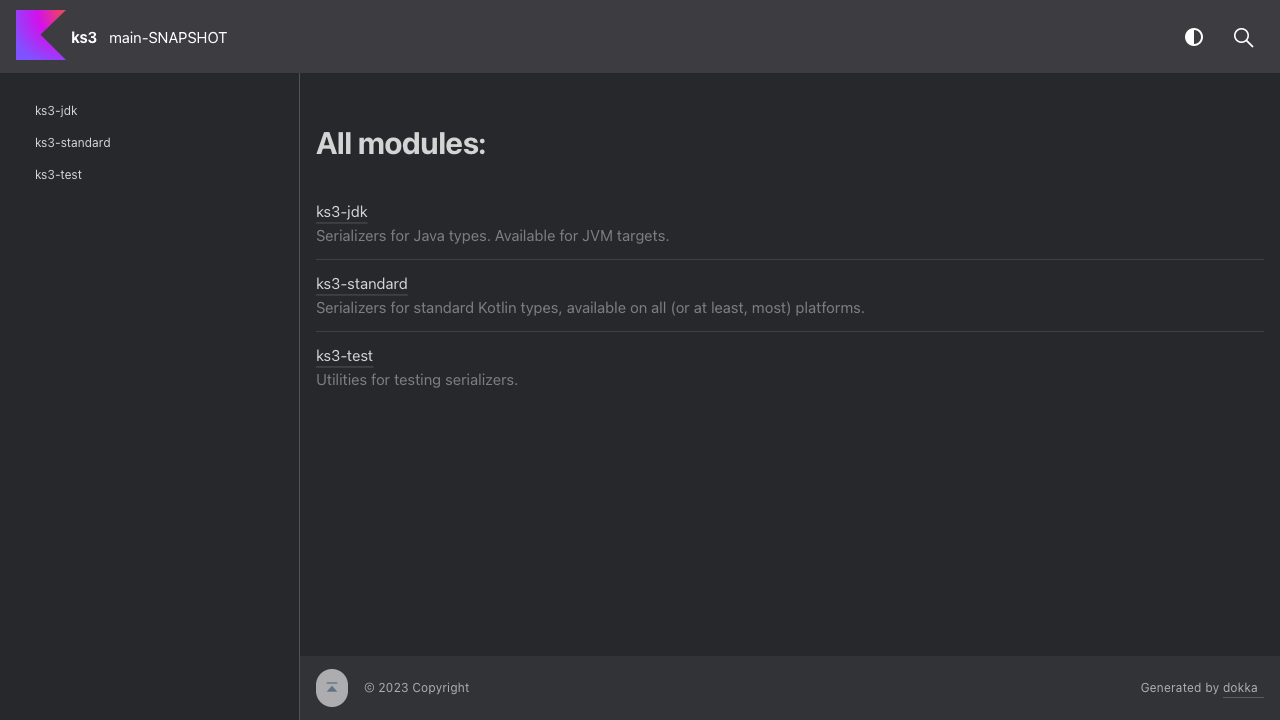 ks3 main-SNAPSHOT
ks3-jdk
ks3-standard
ks3-test
All modules:
ks3-jdk
Serializers for Java types. Available for JVM targets.
ks3-standard
Serializers for standard Kotlin types, available on all (or at least, most) platforms.
ks3-test
Utilities for testing serializers.
© 2023 Copyright
Generated by dokka